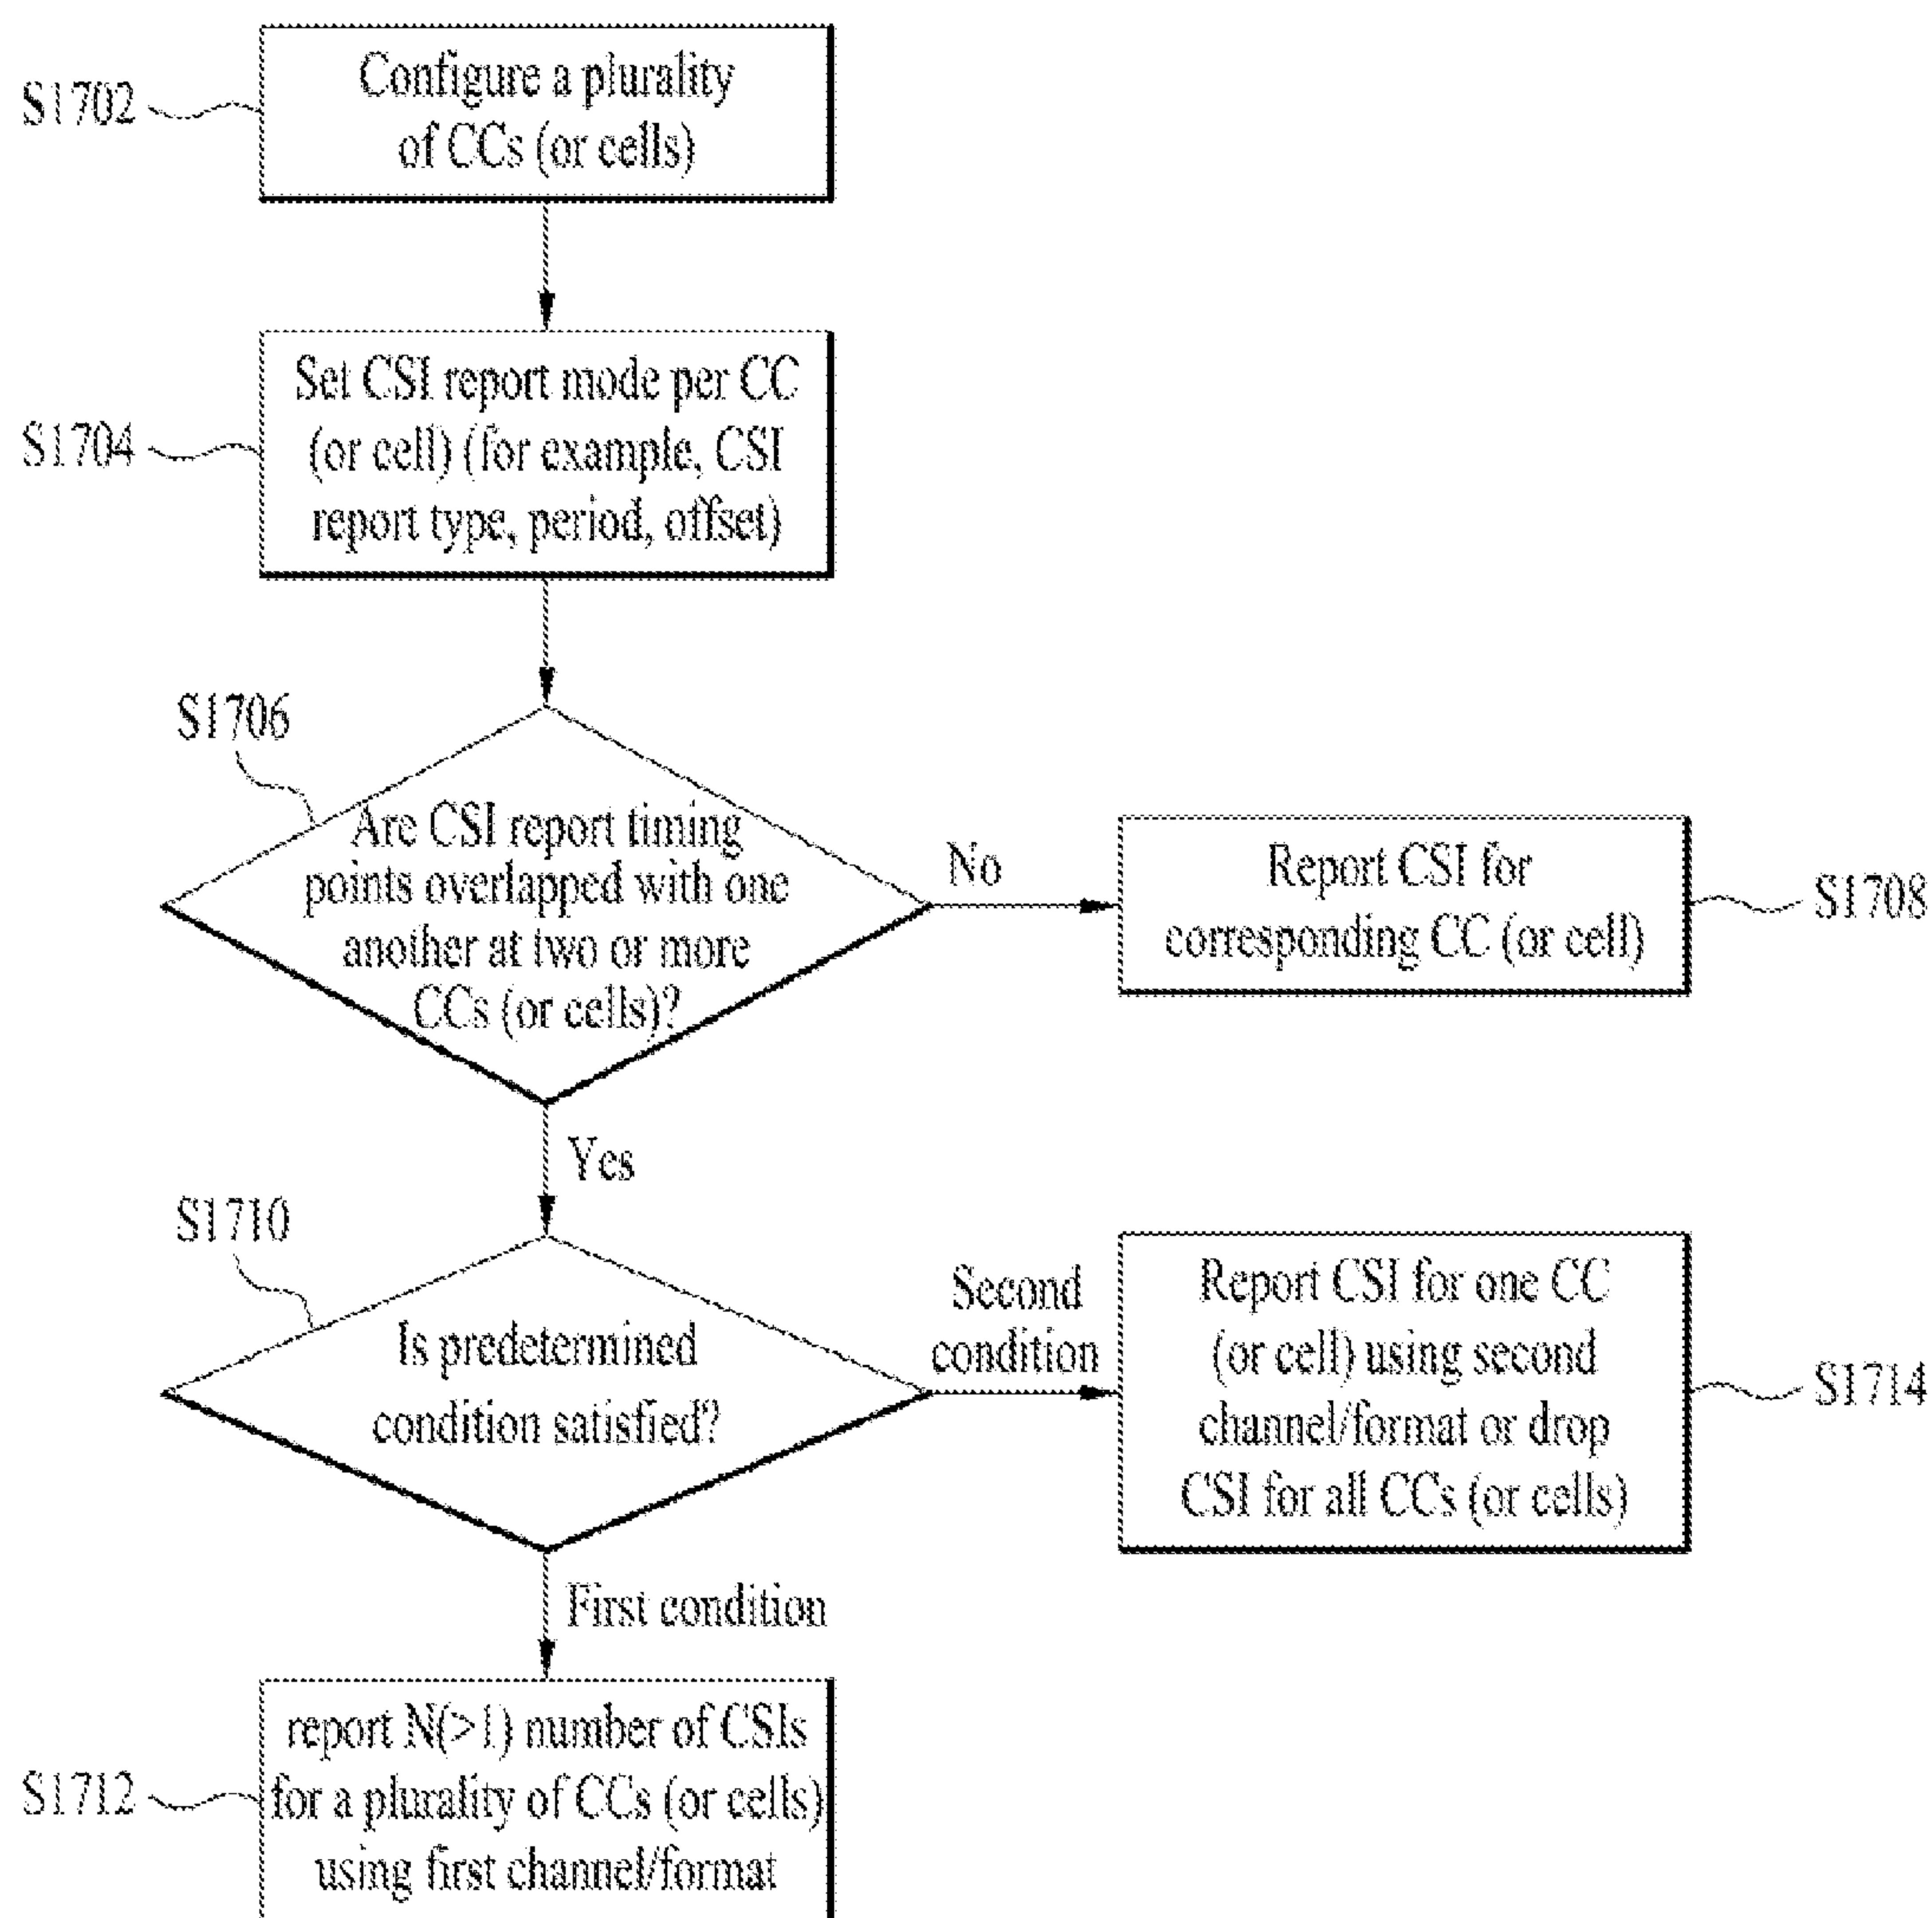 S1702
Configure a plurality
of CCs (or cells)
S1704
Set CSI report mode per CC
(or cell) (for example, CSI
report type, period, offset)
S1706
Are CSI report timing
points overlapped with one
another at two or more
CCs (or cells)?
No
Report CSI for
corresponding CC (or cell)
S1708
Yes
S1710
Is predetermined
condition satisfied?
Second
condition
Report CSI for one CC
(or cell) using second
channel/format or drop
CSI for all CCs (or cells)
S1714
First condition
S1712
report N(>1) number of CSIs
for a plurality of CCs (or cells)
using first channel/format